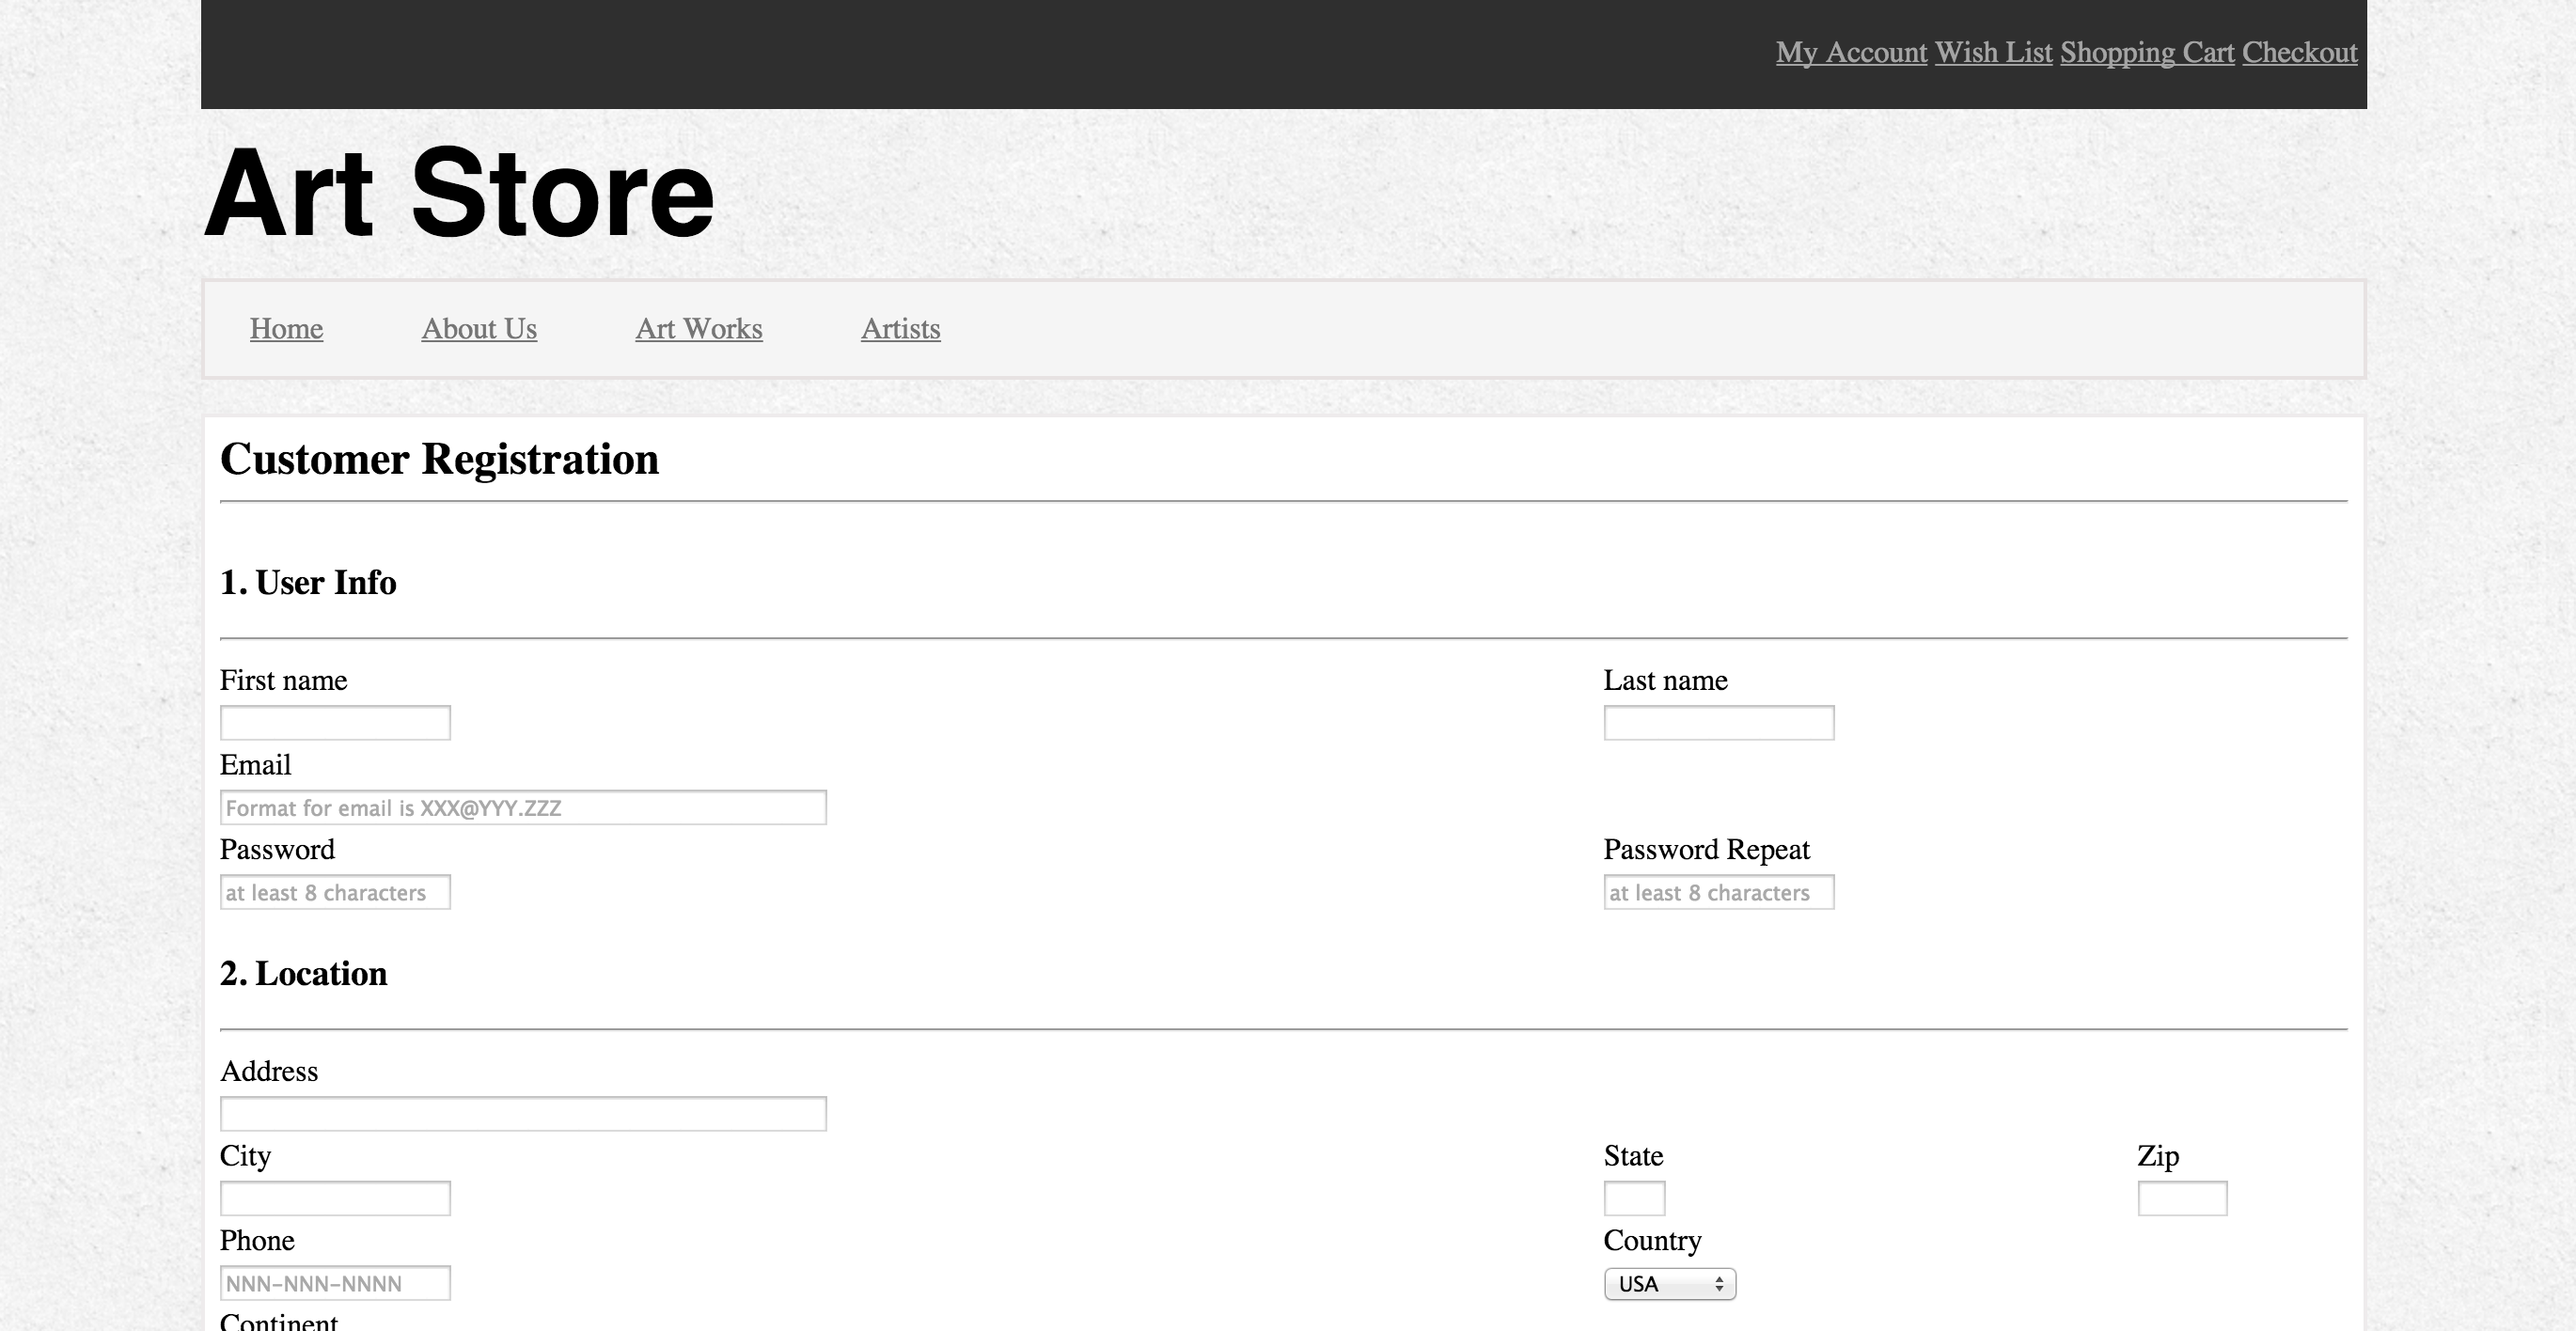 My Account Wish List Shopping Cart Checkout
Art Store
Home About Us Art Works Artists
Customer Registration
1. User Info
First name Last name
Email
Format for email is XXX@YYY.ZZZ
Password Password Repeat
at least 8 characters at least 8 characters
2. Location
Address
City State Zip
Phone Country
NNN-NNN-NNNN USA
Continent